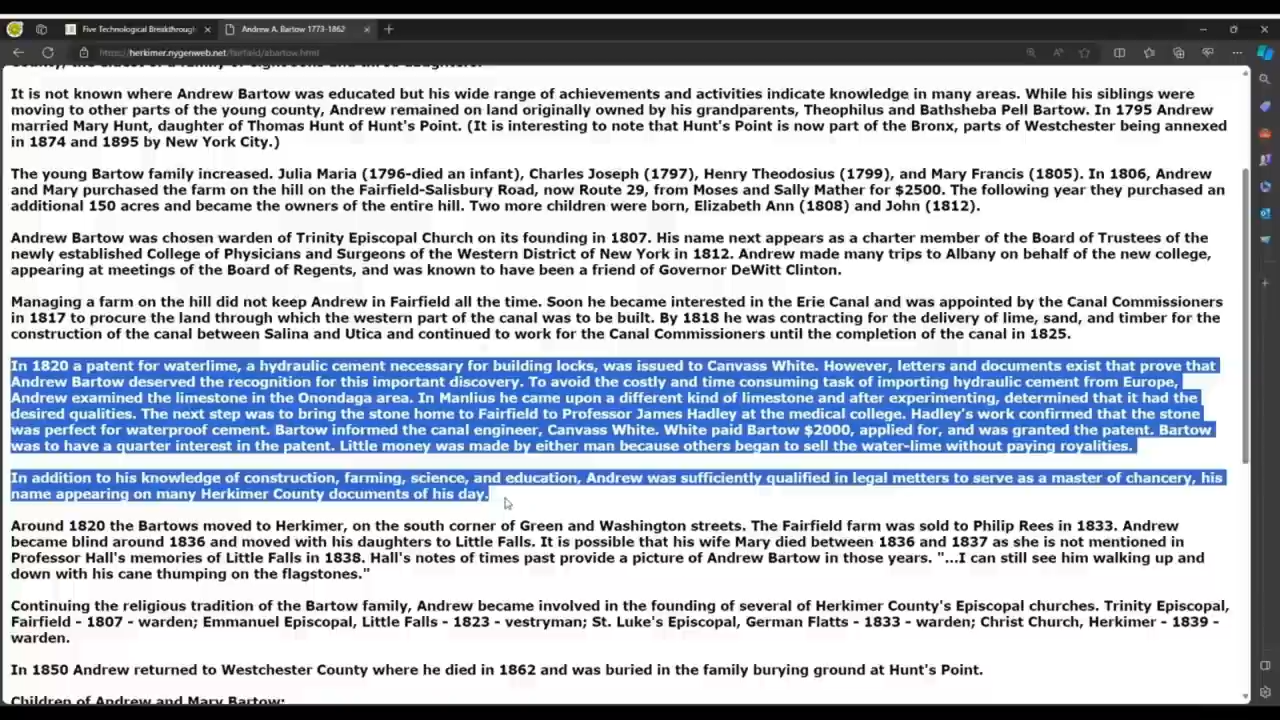 Five Technological Breakthroug
Andrew A. Bartow 1773-1862
https://herkimer.nygenweb.net/fairfield/abartow.html
It is not known where Andrew Bartow was educated but his wide range of achievements and activities indicate knowledge in many areas. While his siblings were
moving to other parts of the young county, Andrew remained on land originally owned by his grandparents, Theophilus and Bathsheba Pell Bartow. In 1795 Andrew
married Mary Hunt, daughter of Thomas Hunt of Hunt's Point. (It is interesting to note that Hunt's Point is now part of the Bronx, parts of Westchester being annexed
in 1874 and 1895 by New York City.)
The young Bartow family increased. Julia Maria (1796-died an infant), Charles Joseph (1797), Henry Theodosius (1799), and Mary Francis (1805). In 1806, Andrew
and Mary purchased the farm on the hill on the Fairfield-Salisbury Road, now Route 29, from Moses and Sally Mather for $2500. The following year they purchased an
additional 150 acres and became the owners of the entire hill. Two more children were born, Elizabeth Ann (1808) and John (1812).
Andrew Bartow was chosen warden of Trinity Episcopal Church on its founding in 1807. His name next appears as a charter member of the Board of Trustees of the
newly established College of Physicians and Surgeons of the Western District of New York in 1812. Andrew made many trips to Albany on behalf of the new college,
appearing at meetings of the Board of Regents, and was known to have been a friend of Governor DeWitt Clinton.
Managing a farm on the hill did not keep Andrew in Fairfield all the time. Soon he became interested in the Erie Canal and was appointed by the Canal Commissioners
in 1817 to procure the land through which the western part of the canal was to be built. By 1818 he was contracting for the delivery of lime, sand, and timber for the
construction of the canal between Salina and Utica and continued to work for the Canal Commissioners until the completion of the canal in 1825.
In 1820 a patent for waterlime, a hydraulic cement necessary for building locks, was issued to Canvass White. However, letters and documents exist that prove that
Andrew Bartow deserved the recognition for this important discovery. To avoid the costly and time consuming task of importing hydraulic cement from Europe,
Andrew examined the limestone in the Onondaga area. In Manlius he came upon a different kind of limestone and after experimenting, determined that it had the
desired qualities. The next step was to bring the stone home to Fairfield to Professor James Hadley at the medical college. Hadley's work confirmed that the stone
was perfect for waterproof cement. Bartow informed the canal engineer, Canvass White. White paid Bartow $2000, applied for, and was granted the patent. Bartow
was to have a quarter interest in the patent. Little money was made by either man because others began to sell the water-lime without paying royalities.
In addition to his knowledge of construction, farming, science, and education, Andrew was sufficiently qualified in legal metters to serve as a master of chancery, his
name appearing on many Herkimer County documents of his day.
Around 1820 the Bartows moved to Herkimer, on the south corner of Green and Washington streets. The Fairfield farm was sold to Philip Rees in 1833. Andrew
became blind around 1836 and moved with his daughters to Little Falls. It is possible that his wife Mary died between 1836 and 1837 as she is not mentioned in
Professor Hall's memories of Little Falls in 1838. Hall's notes of times past provide a picture of Andrew Bartow in those years. "...I can still see him walking up and
down with his cane thumping on the flagstones."
Continuing the religious tradition of the Bartow family, Andrew became involved in the founding of several of Herkimer County's Episcopal churches. Trinity Episcopal,
Fairfield - 1807 - warden; Emmanuel Episcopal, Little Falls - 1823 - vestryman; St. Luke's Episcopal, German Flatts - 1833 - warden; Christ Church, Herkimer - 1839 -
warden.
In 1850 Andrew returned to Westchester County where he died in 1862 and was buried in the family burying ground at Hunt's Point.
Children of Andrew and Mary Bartow: